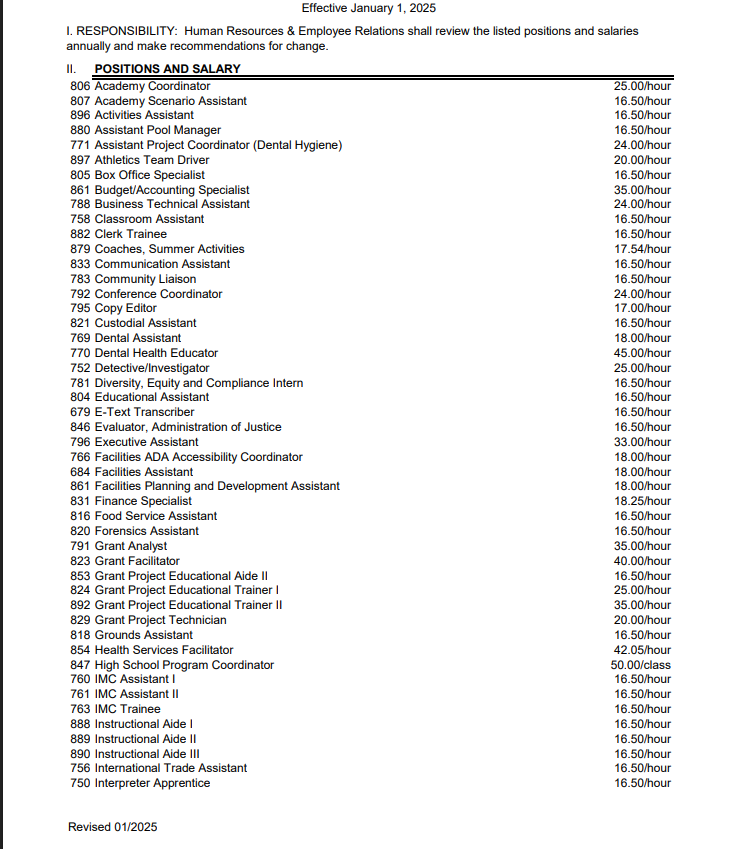 Effective January 1, 2025
I. RESPONSIBILITY: Human Resources & Employee Relations shall review the listed positions and salaries
annually and make recommendations for change.
II. POSITIONS AND SALARY
806 Academy Coordinator 25.00/hour
807 Academy Scenario Assistant 16.50/hour
896 Activities Assistant 16.50/hour
880 Assistant Pool Manager 16.50/hour
771 Assistant Project Coordinator (Dental Hygiene) 24.00/hour
897 Athletics Team Driver 20.00/hour
805 Box Office Specialist 16.50/hour
861 Budget/Accounting Specialist 35.00/hour
788 Business Technical Assistant 24.00/hour
758 Classroom Assistant 16.50/hour
882 Clerk Trainee 16.50/hour
879 Coaches, Summer Activities 17.54/hour
833 Communication Assistant 16.50/hour
783 Community Liaison 16.50/hour
792 Conference Coordinator 24.00/hour
795 Copy Editor 17.00/hour
821 Custodial Assistant 16.50/hour
769 Dental Assistant 18.00/hour
770 Dental Health Educator 45.00/hour
752 Detective/Investigator 25.00/hour
781 Diversity, Equity and Compliance Intern 16.50/hour
804 Educational Assistant 16.50/hour
679 E-Text Transcriber 16.50/hour
846 Evaluator, Administration of Justice 16.50/hour
796 Executive Assistant 33.00/hour
766 Facilities ADA Accessibility Coordinator 18.00/hour
684 Facilities Assistant 18.00/hour
861 Facilities Planning and Development Assistant 18.00/hour
831 Finance Specialist 18.25/hour
816 Food Service Assistant 16.50/hour
820 Forensics Assistant 16.50/hour
791 Grant Analyst 35.00/hour
823 Grant Facilitator 40.00/hour
853 Grant Project Educational Aide II 16.50/hour
824 Grant Project Educational Trainer I 25.00/hour
892 Grant Project Educational Trainer II 35.00/hour
829 Grant Project Technician 20.00/hour
818 Grounds Assistant 16.50/hour
854 Health Services Facilitator 42.05/hour
847 High School Program Coordinator 50.00/class
760 IMC Assistant I 16.50/hour
761 IMC Assistant II 16.50/hour
763 IMC Trainee 16.50/hour
888 Instructional Aide I 16.50/hour
889 Instructional Aide II 16.50/hour
890 Instructional Aide III 16.50/hour
756 International Trade Assistant 16.50/hour
750 Interpreter Apprentice 16.50/hour
Revised 01/2025